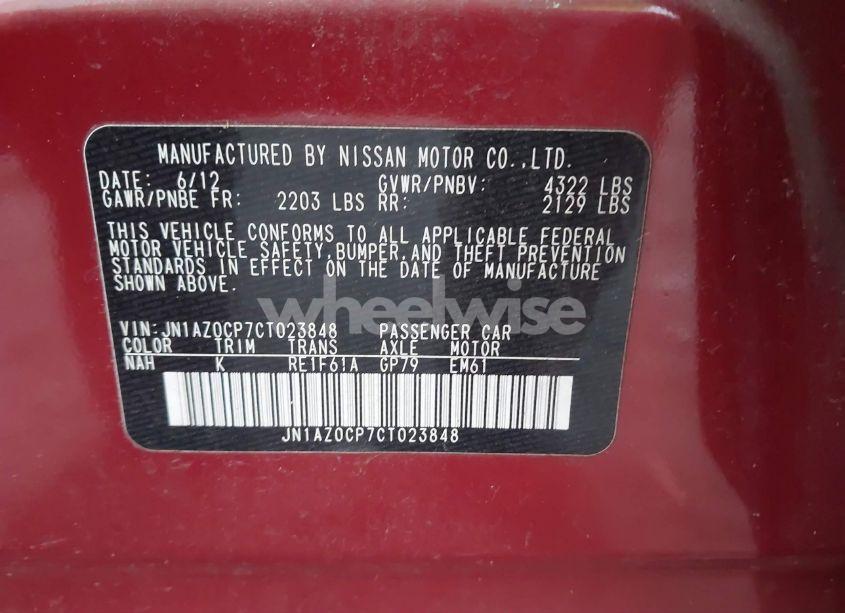 MANUFACTURED BY NISSAN MOTOR CO.,LTD.
DATE: 6/12 GVWR/PNBV: 4322 LBS
GAWR/PNBE FR: 2203 LBS RR: 2129 LBS
THIS VEHICLE CONFORMS TO ALL APPLICABLE FEDERAL
MOTOR VEHICLE SAFETY, BUMPER, AND THEFT PREVENTION
STANDARDS IN EFFECT ON THE DATE OF MANUFACTURE
SHOWN ABOVE.
wheelwise
VIN: JN1AZ0CP7CT023848 PASSENGER CAR
COLOR TRIM TRANS AXLE MOTOR
NAH K RE1F61A GP79 EM61
JN1AZ0CP7CT023848